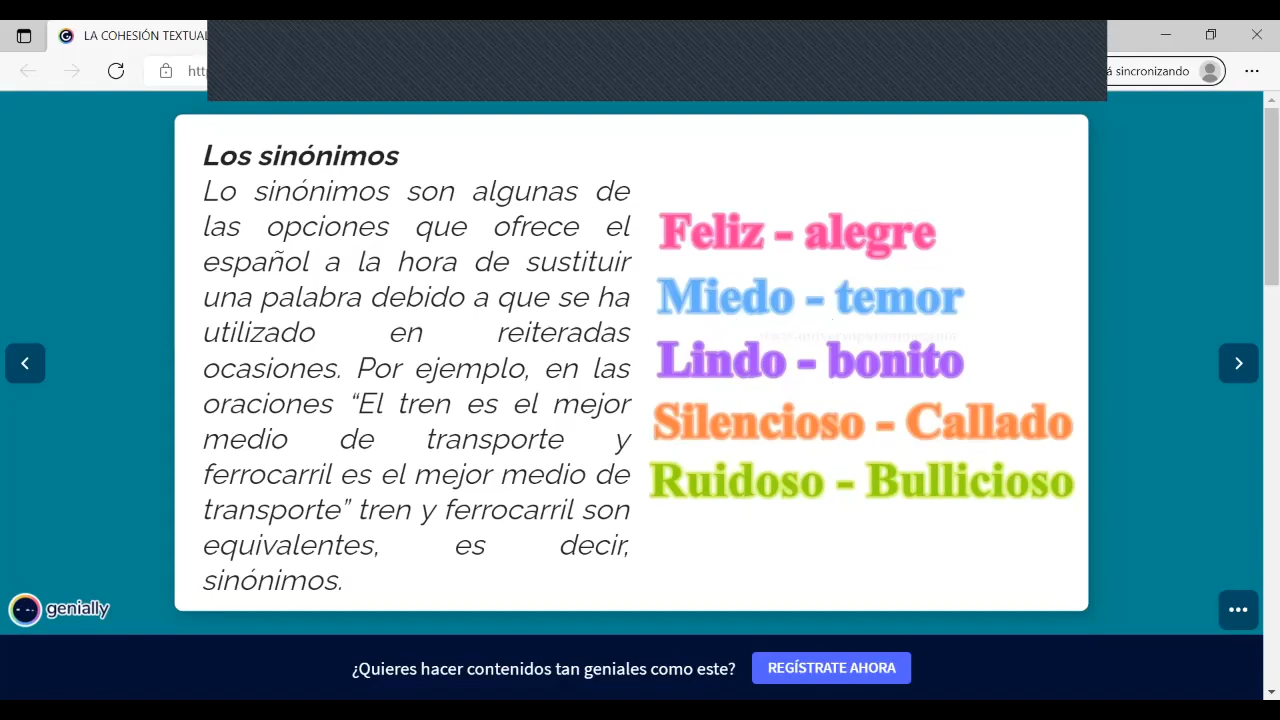 LA COHESIÓN TEXTUAL
á sincronizando
Los sinónimos
Lo sinónimos son algunas de
las opciones que ofrece el
español a la hora de sustituir
una palabra debido a que se ha
utilizado en reiteradas
ocasiones. Por ejemplo, en las
oraciones “El tren es el mejor
medio de transporte y
ferrocarril es el mejor medio de
transporte” tren y ferrocarril son
equivalentes, es decir,
sinónimos.
Feliz - alegre
Miedo - temor
Lindo - bonito
Silencioso - Callado
Ruidoso - Bullicioso
genially
¿Quieres hacer contenidos tan geniales como este?
REGÍSTRATE AHORA